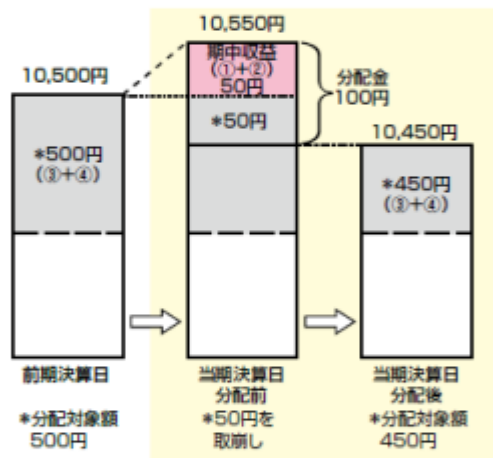 10,550円
期中収益
(①+②)
50円
10,500円
分配金
100円
*50円
10,450円
*500円
(③+④)
*450円
(③+④)
前期決算日
*分配対象額
500円
当期決算日
分配前
*50円を
取崩し
当期決算日
分配後
*分配対象額
450円